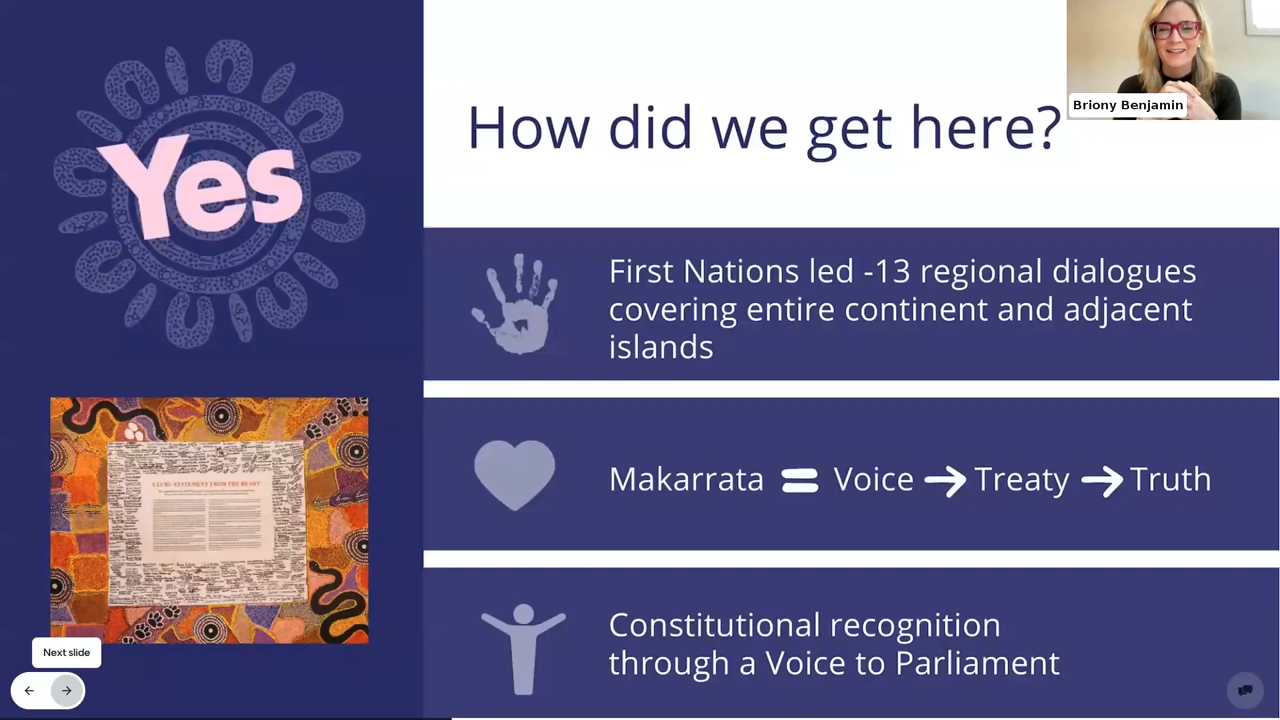 Yes
How did we get here?
Briony Benjamin
First Nations led -13 regional dialogues
covering entire continent and adjacent
islands
ULURU STATEMENT FROM THE HEART
Makarrata = Voice → Treaty → Truth
Constitutional recognition
through a Voice to Parliament
Next slide